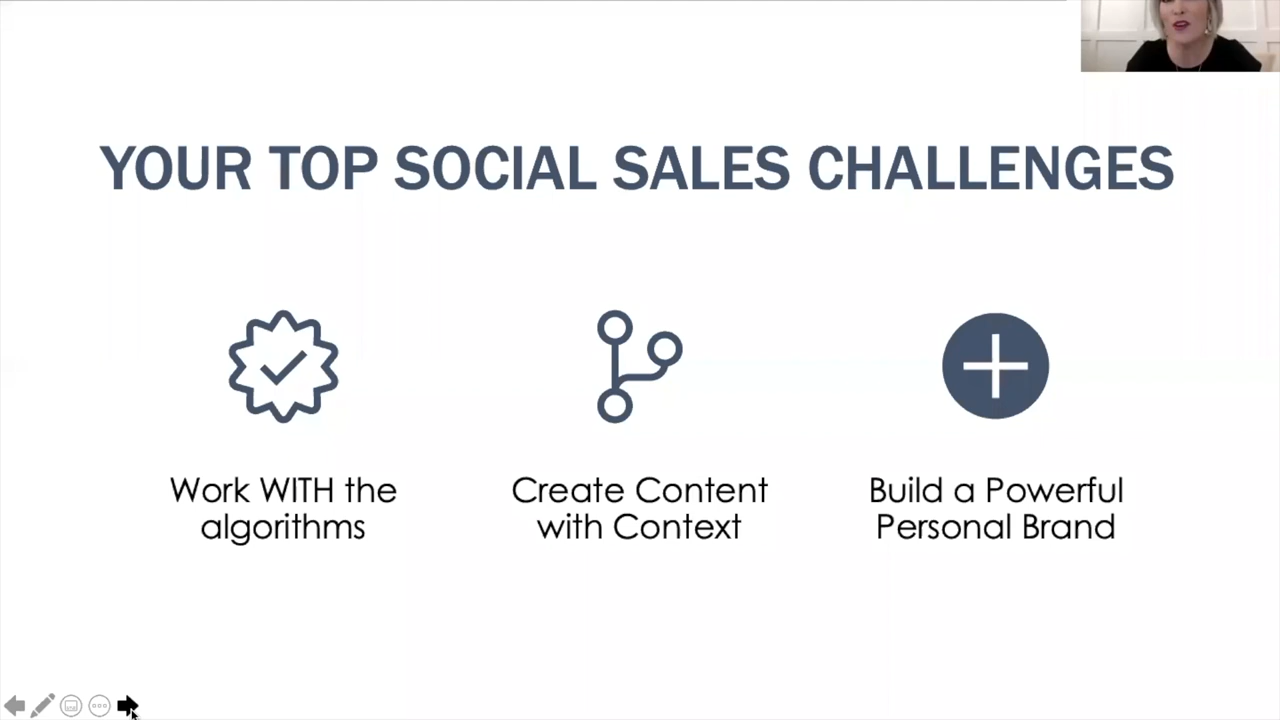 YOUR TOP SOCIAL SALES CHALLENGES
Work WITH the
algorithms
Create Content
with Context
Build a Powerful
Personal Brand